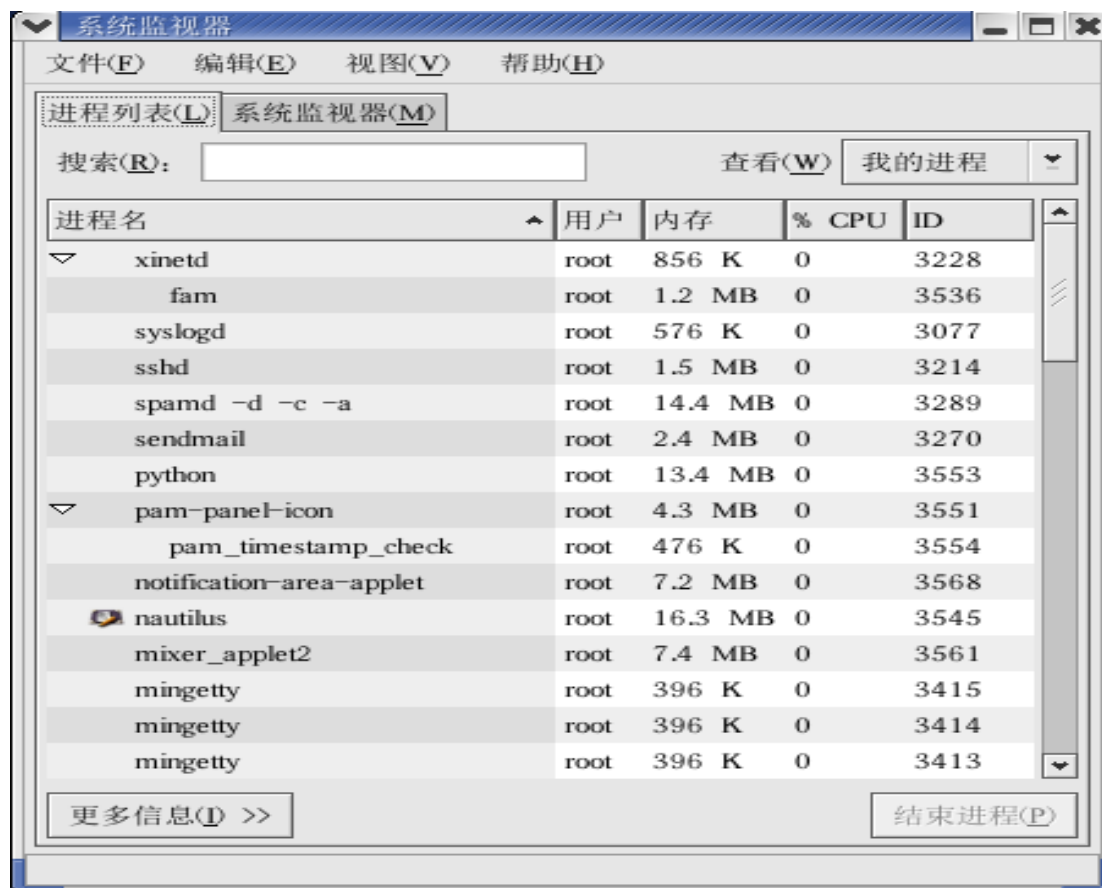 系统监视器
文件(F) 编辑(E) 视图(V) 帮助(H)
进程列表(L) 系统监视器(M)
搜索(R): 查看(W) 我的进程
进程名 用户 内存 % CPU ID
xinetd root 856 K 0 3228
fam root 1.2 MB 0 3536
syslogd root 576 K 0 3077
sshd root 1.5 MB 0 3214
spamd -d -c -a root 14.4 MB 0 3289
sendmail root 2.4 MB 0 3270
python root 13.4 MB 0 3553
pam-panel-icon root 4.3 MB 0 3551
pam_timestamp_check root 476 K 0 3554
notification-area-applet root 7.2 MB 0 3568
nautilus root 16.3 MB 0 3545
mixer_applet2 root 7.4 MB 0 3561
mingetty root 396 K 0 3415
mingetty root 396 K 0 3414
mingetty root 396 K 0 3413
更多信息(I) >> 结束进程(P)